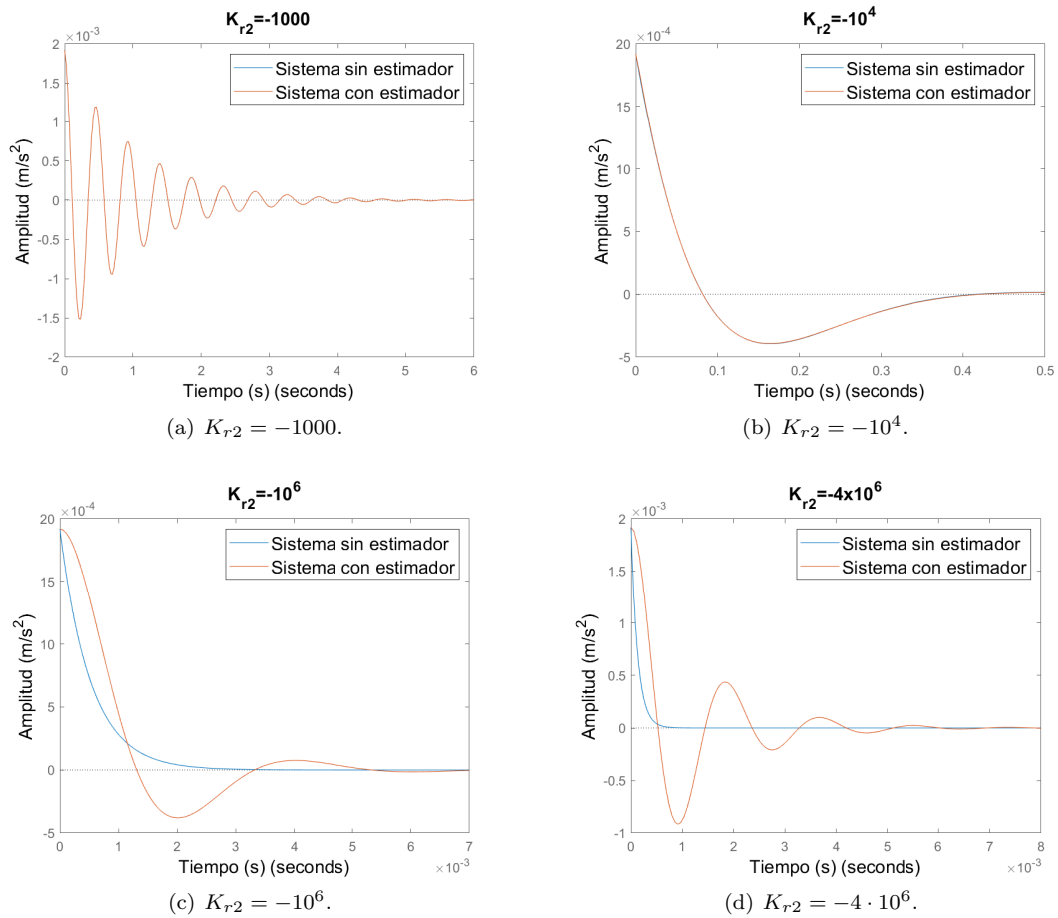 K_r2=-1000
×10^-3
Sistema sin estimador
Sistema con estimador
2
1.5
1
0.5
0
-0.5
-1
-1.5
-2
Amplitud (m/s^2)
0 1 2 3 4 5 6
Tiempo (s) (seconds)
(a) K_r2 = −1000.
K_r2=-10^4
×10^-4
Sistema sin estimador
Sistema con estimador
20
15
10
5
0
-5
Amplitud (m/s^2)
0 0.1 0.2 0.3 0.4 0.5
Tiempo (s) (seconds)
(b) K_r2 = −10^4.
K_r2=-10^6
×10^-4
Sistema sin estimador
Sistema con estimador
20
15
10
5
0
-5
Amplitud (m/s^2)
0 1 2 3 4 5 6 7
×10^-3
Tiempo (s) (seconds)
(c) K_r2 = −10^6.
K_r2=-4x10^6
×10^-3
Sistema sin estimador
Sistema con estimador
2
1.5
1
0.5
0
-0.5
-1
Amplitud (m/s^2)
0 1 2 3 4 5 6 7 8
×10^-3
Tiempo (s) (seconds)
(d) K_r2 = −4 · 10^6.